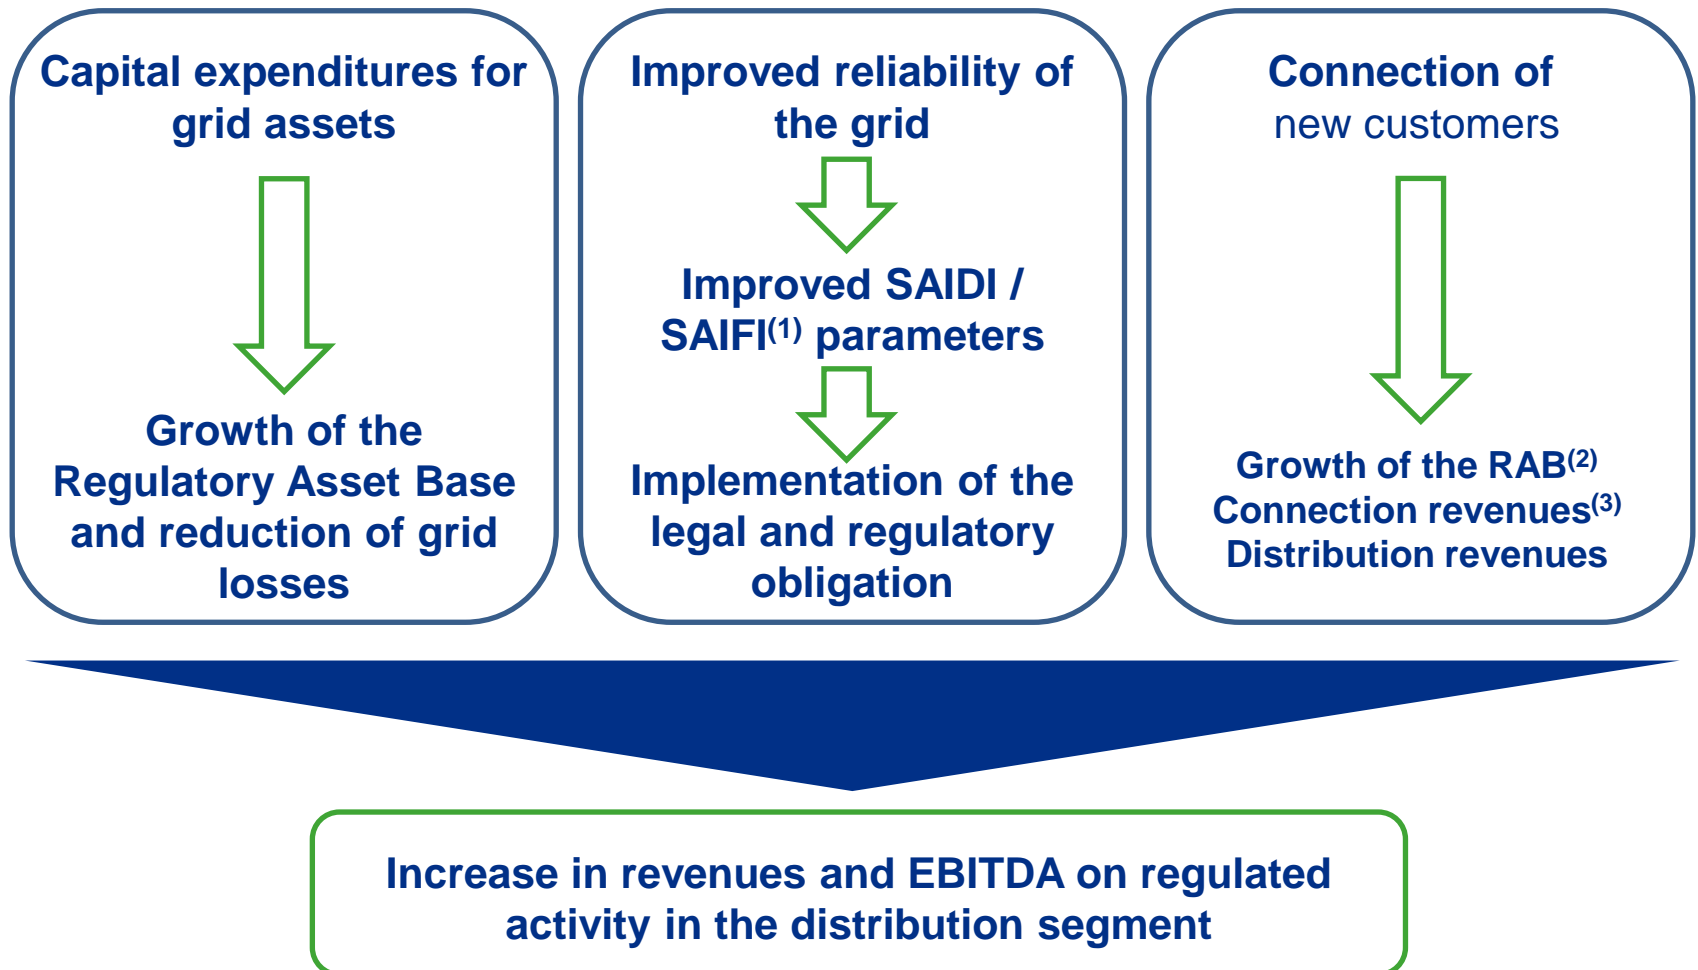 Capital expenditures for
grid assets
Growth of the
Regulatory Asset Base
and reduction of grid
losses
Improved reliability of
the grid
Improved SAIDI /
SAIFI(1) parameters
Implementation of the
legal and regulatory
obligation
Connection of
new customers
Growth of the RAB(2)
Connection revenues(3)
Distribution revenues
Increase in revenues and EBITDA on regulated
activity in the distribution segment